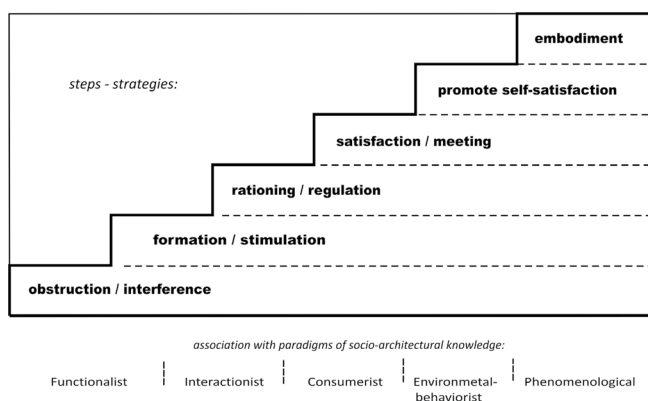 embodiment
steps - strategies:
promote self-satisfaction
satisfaction / meeting
rationing / regulation
formation / stimulation
obstruction / interference
association with paradigms of socio-architectural knowledge:
Functionalist Interactionist Consumerist Environmetal- Phenomenological
behaviorist